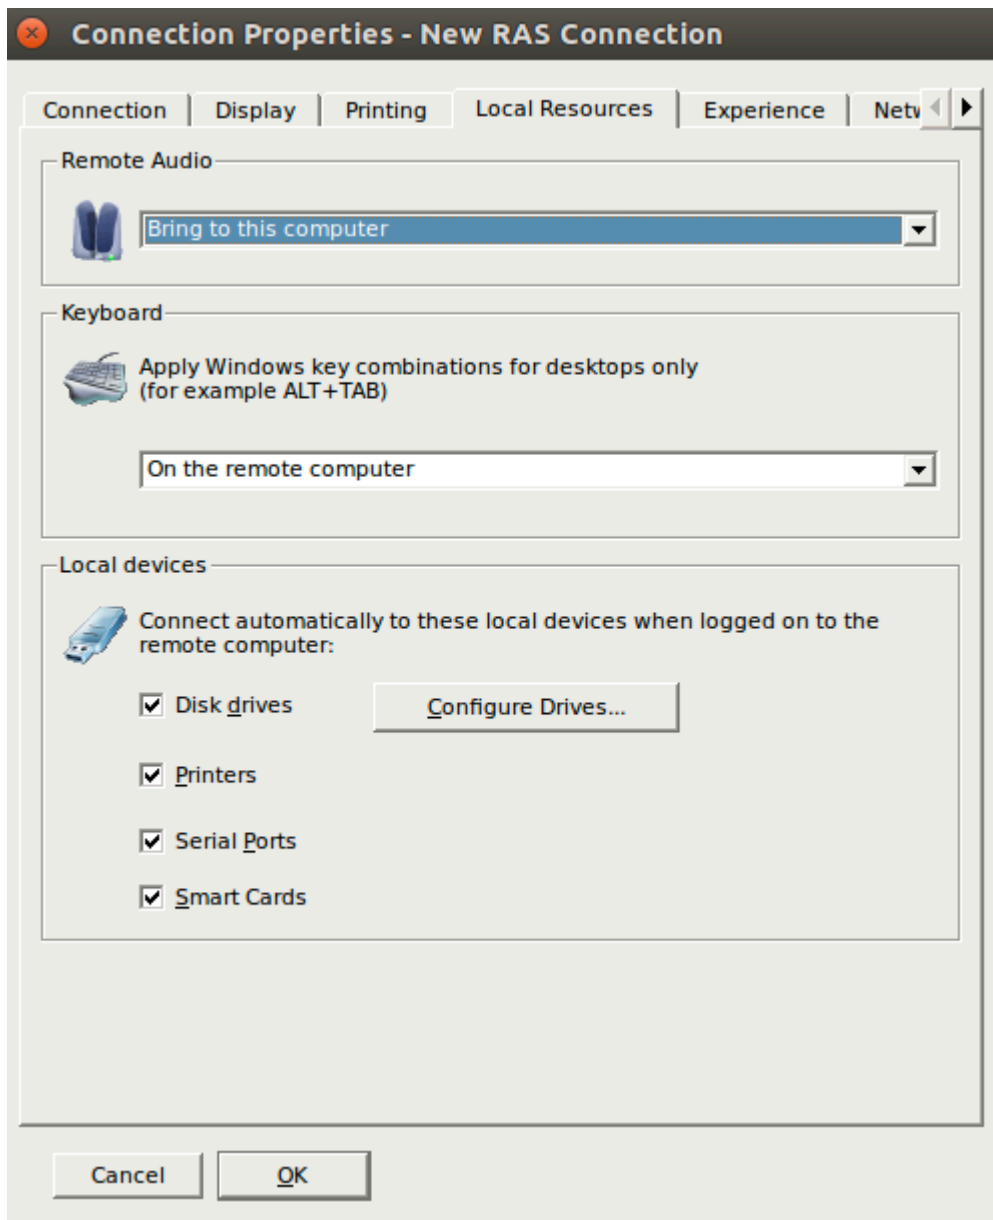 Connection Properties - New RAS Connection
Connection Display Printing Local Resources Experience
Remote Audio
Bring to this computer
Keyboard
Apply Windows key combinations for desktops only
(for example ALT+TAB)
On the remote computer
Local devices
Connect automatically to these local devices when logged on to the
remote computer:
Disk drives Configure Drives...
Printers
Serial Ports
Smart Cards
Cancel OK